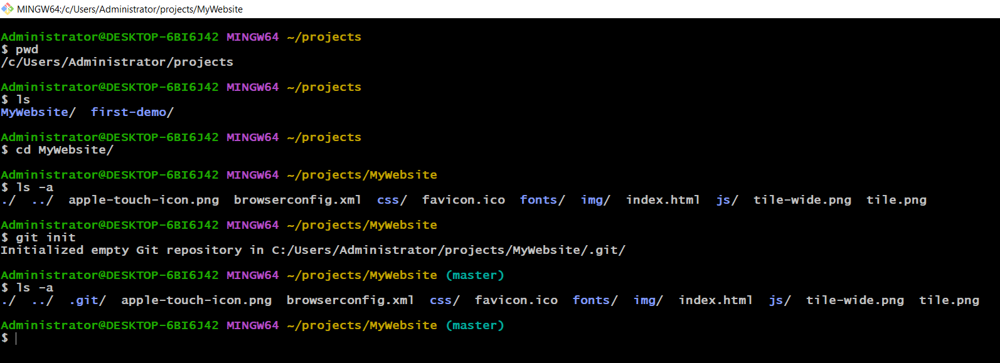 MINGW64:/c/Users/Administrator/projects/MyWebsite
Administrator@DESKTOP-6BI6J42 MINGW64 ~/projects
$ pwd
/c/Users/Administrator/projects
Administrator@DESKTOP-6BI6J42 MINGW64 ~/projects
$ ls
MyWebsite/  first-demo/
Administrator@DESKTOP-6BI6J42 MINGW64 ~/projects
$ cd MyWebsite/
Administrator@DESKTOP-6BI6J42 MINGW64 ~/projects/MyWebsite
$ ls -a
./  ../  apple-touch-icon.png  browserconfig.xml  css/  favicon.ico  fonts/  img/  index.html  js/  tile-wide.png  tile.png
Administrator@DESKTOP-6BI6J42 MINGW64 ~/projects/MyWebsite
$ git init
Initialized empty Git repository in C:/Users/Administrator/projects/MyWebsite/.git/
Administrator@DESKTOP-6BI6J42 MINGW64 ~/projects/MyWebsite (master)
$ ls -a
./  ../  .git/  apple-touch-icon.png  browserconfig.xml  css/  favicon.ico  fonts/  img/  index.html  js/  tile-wide.png  tile.png
Administrator@DESKTOP-6BI6J42 MINGW64 ~/projects/MyWebsite (master)
$